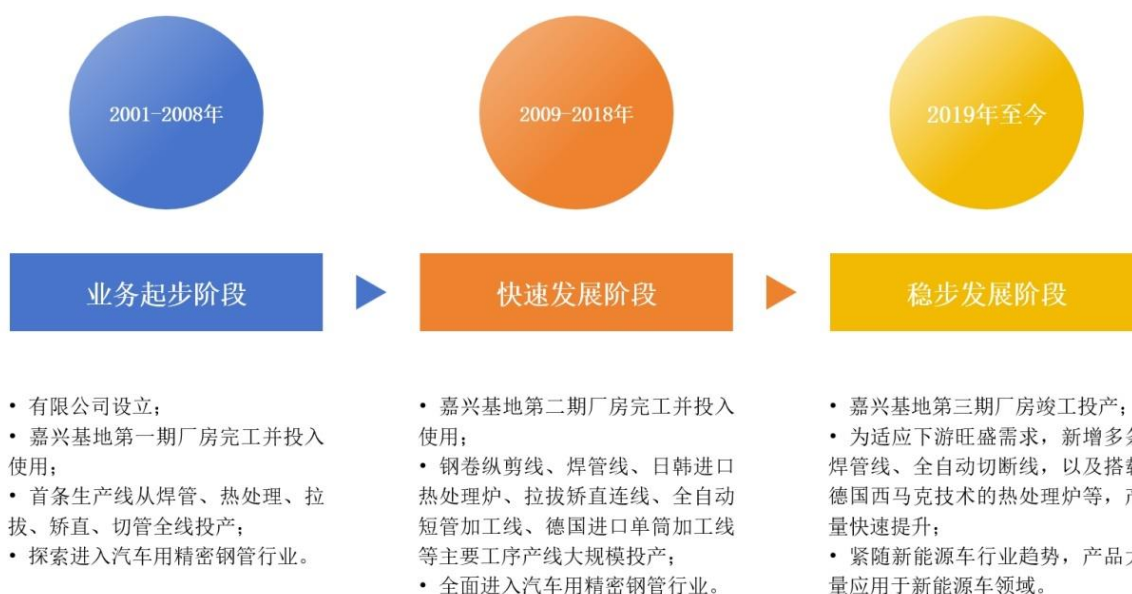 2001-2008年
2009-2018年
2019年至今
业务起步阶段
快速发展阶段
稳步发展阶段
• 有限公司设立;
• 嘉兴基地第一期厂房完工并投入
使用;
• 首条生产线从焊管、热处理、拉
拔、矫直、切管全线投产;
• 探索进入汽车用精密钢管行业。
• 嘉兴基地第二期厂房完工并投入
使用;
• 钢卷纵剪线、焊管线、日韩进口
热处理炉、拉拔矫直连线、全自动
短管加工线、德国进口单筒加工线
等主要工序产线大规模投产;
• 全面进入汽车用精密钢管行业。
• 嘉兴基地第三期厂房竣工投产;
• 为适应下游旺盛需求，新增多
焊管线、全自动切断线，以及搭
德国西马克技术的热处理炉等，
量快速提升;
• 紧随新能源车行业趋势，产品
量应用于新能源车领域。